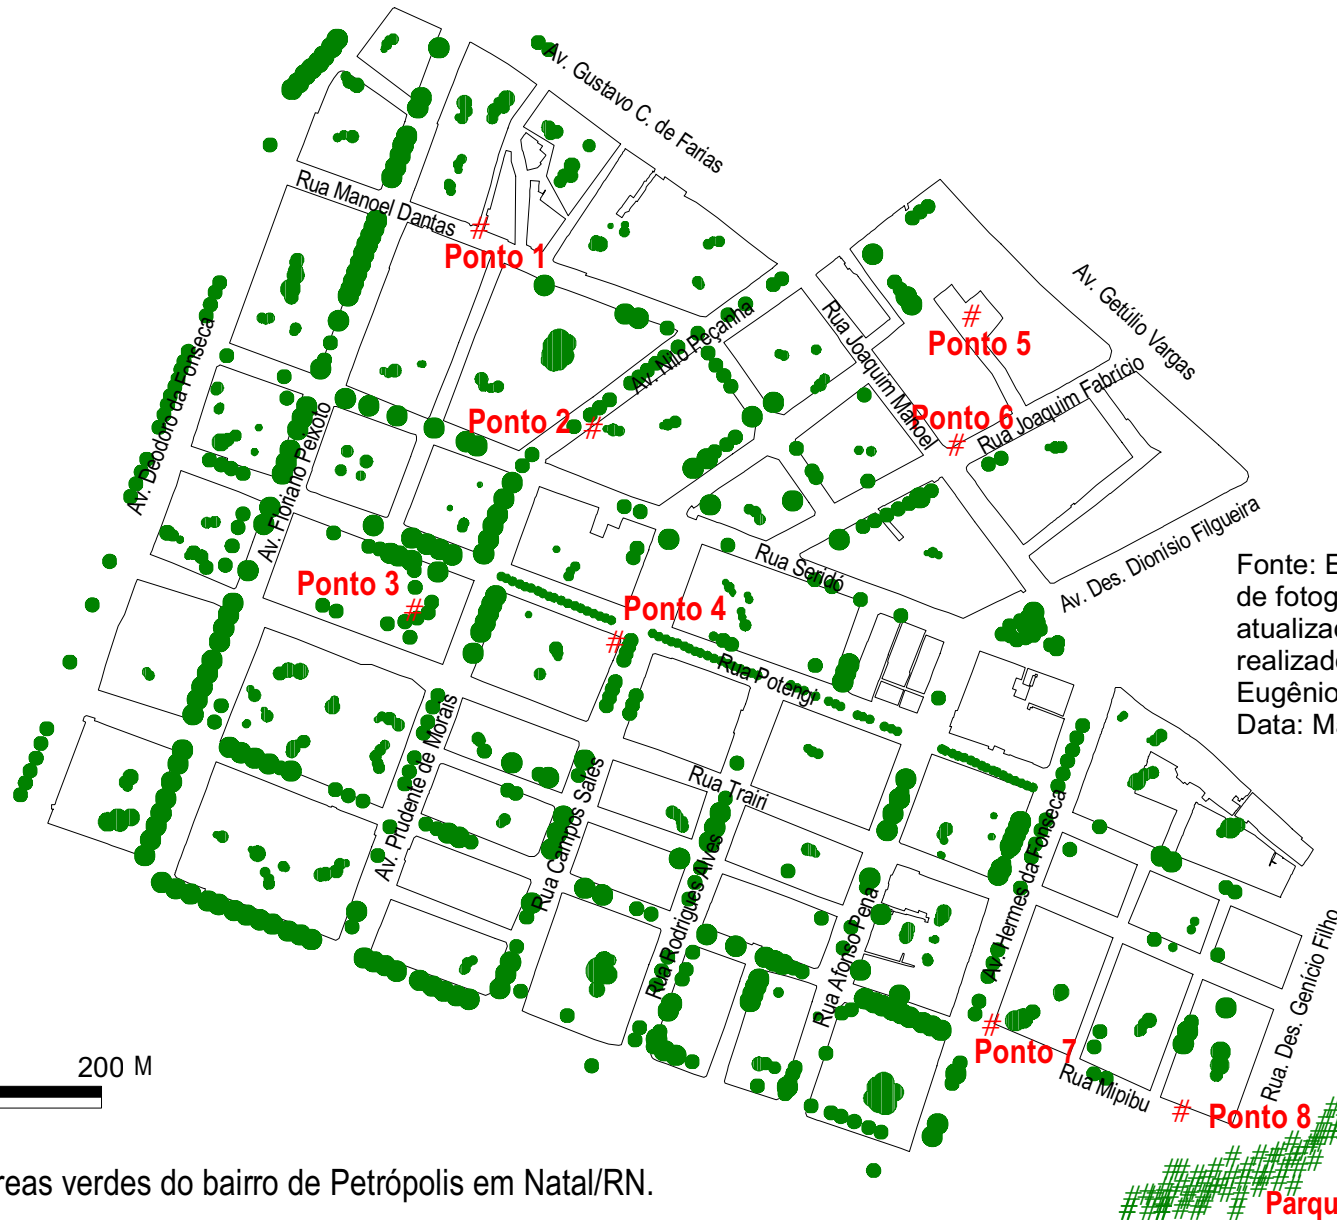 Av. Gustavo C. de Farias
Rua Manoel Dantas
Ponto 1
Av. Getúlio Vargas
Av. Nilo Peçanha
Rua Joaquim Manoel
Ponto 5
Av. Deodoro da Fonseca
Rua Joaquim Fabrício
Ponto 2
Ponto 6
Av. Floriano Peixoto
Av. Des. Dionísio Filgueira
Rua Seridó
Ponto 3
Ponto 4
Fonte: E
de fotog
atualizad
realizado
Eugênio
Data: Ma
Rua Potengi
Av. Prudente de Morais
Rua Trairi
Rua Campos Sales
Rua Rodrigues Alves
Rua Afonso Pena
Av. Hermes da Fonseca
Rua. Des. Genício Filho
Ponto 7
Rua Mipibu
200 M
Ponto 8
reas verdes do bairro de Petrópolis em Natal/RN.
Parqu